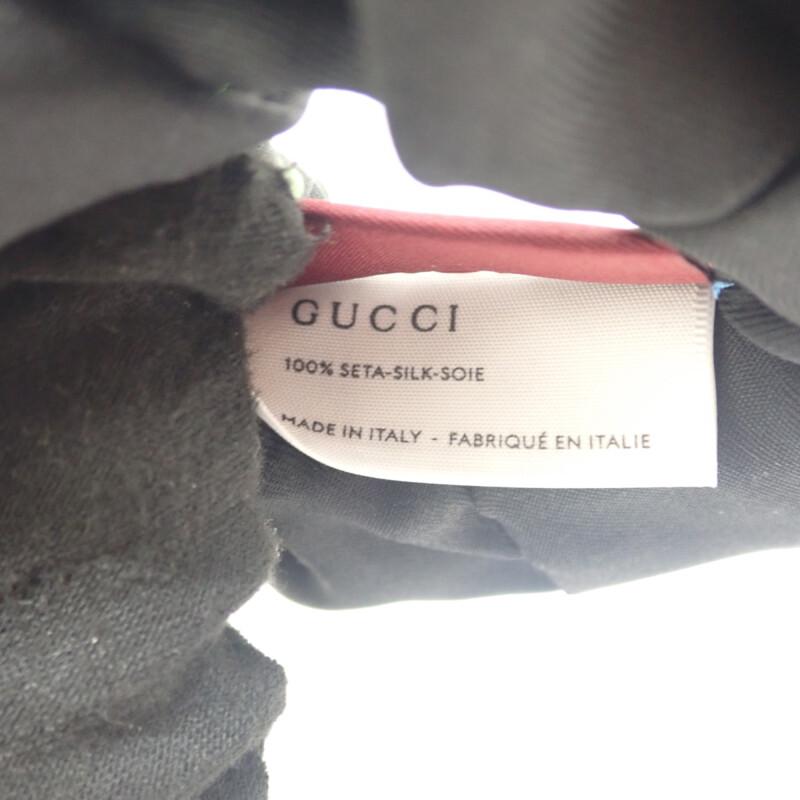 GUCCI
100% SETA-SILK-SOIE
MADE IN ITALY - FABRIQUÉ EN ITALIE